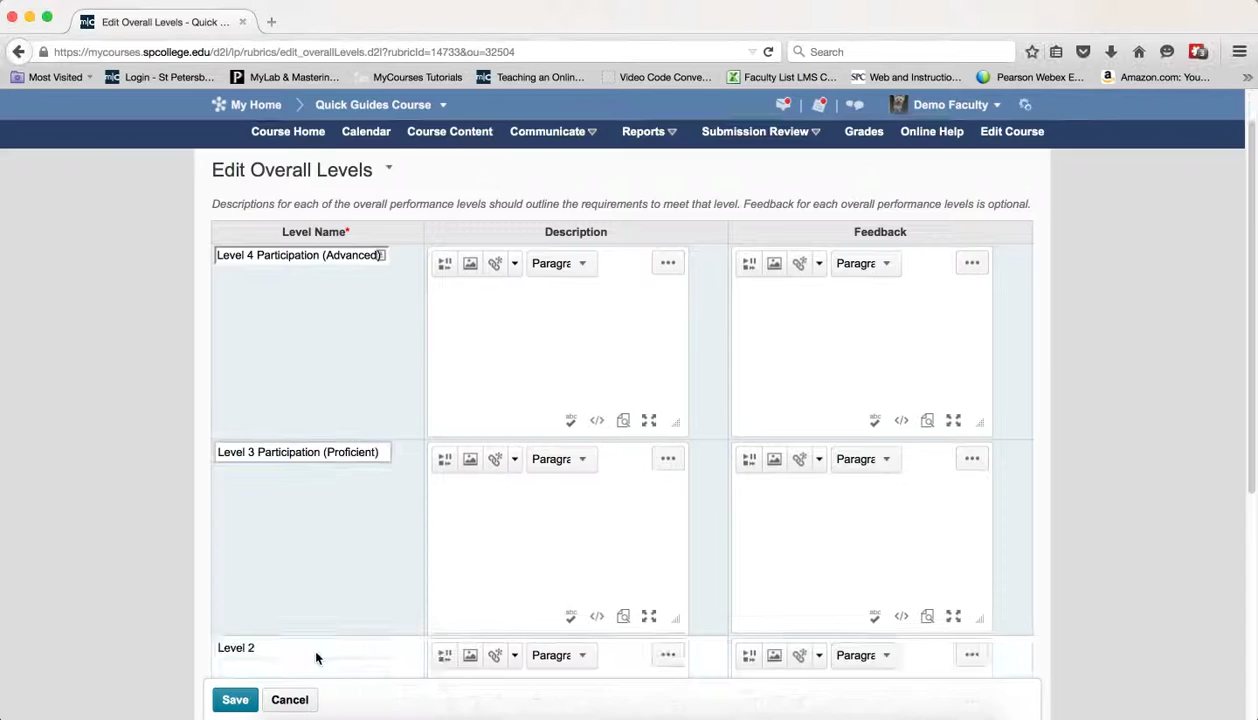 Edit Overall Levels - Quick ...
https://mycourses.spcollege.edu/d2l/lp/rubrics/edit_overallLevels.d2l?rubricId=14733&ou=32504
Search
Most Visited
Login - St Petersb...
MyLab & Masterin...
MyCourses Tutorials
Teaching an Onlin...
Video Code Conve...
Faculty List LMS C...
Web and Instructio...
Pearson Webex E...
Amazon.com: You...
My Home
Quick Guides Course
Demo Faculty
Course Home
Calendar
Course Content
Communicate
Reports
Submission Review
Grades
Online Help
Edit Course
Edit Overall Levels
Descriptions for each of the overall performance levels should outline the requirements to meet that level. Feedback for each overall performance levels is optional.
Level Name*
Description
Feedback
Level 4 Participation (Advanced)
Paragra
Paragra
abc
abc
Level 3 Participation (Proficient)
Paragra
Paragra
abc
abc
Level 2
Paragra
Paragra
Save
Cancel